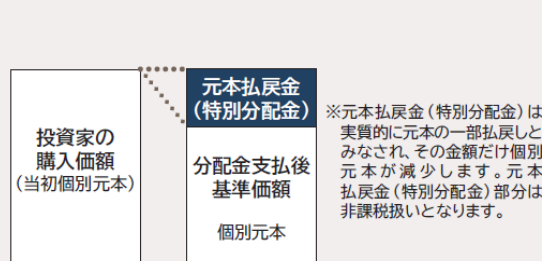 投資家の
購入価額
(当初個別元本)
元本払戻金
(特別分配金)
分配金支払後
基準価額
個別元本
※元本払戻金(特別分配金)は
実質的に元本の一部払戻しと
みなされ、その金額だけ個別
元本が減少します。元本
払戻金(特別分配金)部分は
非課税扱いとなります。